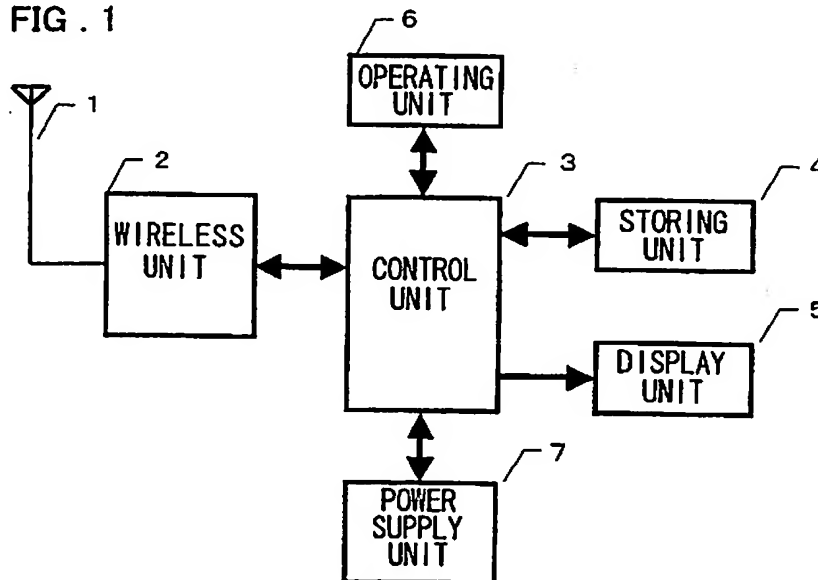 FIG . 1
6
OPERATING
UNIT
1
2
WIRELESS
UNIT
3
CONTROL
UNIT
4
STORING
UNIT
5
DISPLAY
UNIT
7
POWER
SUPPLY
UNIT